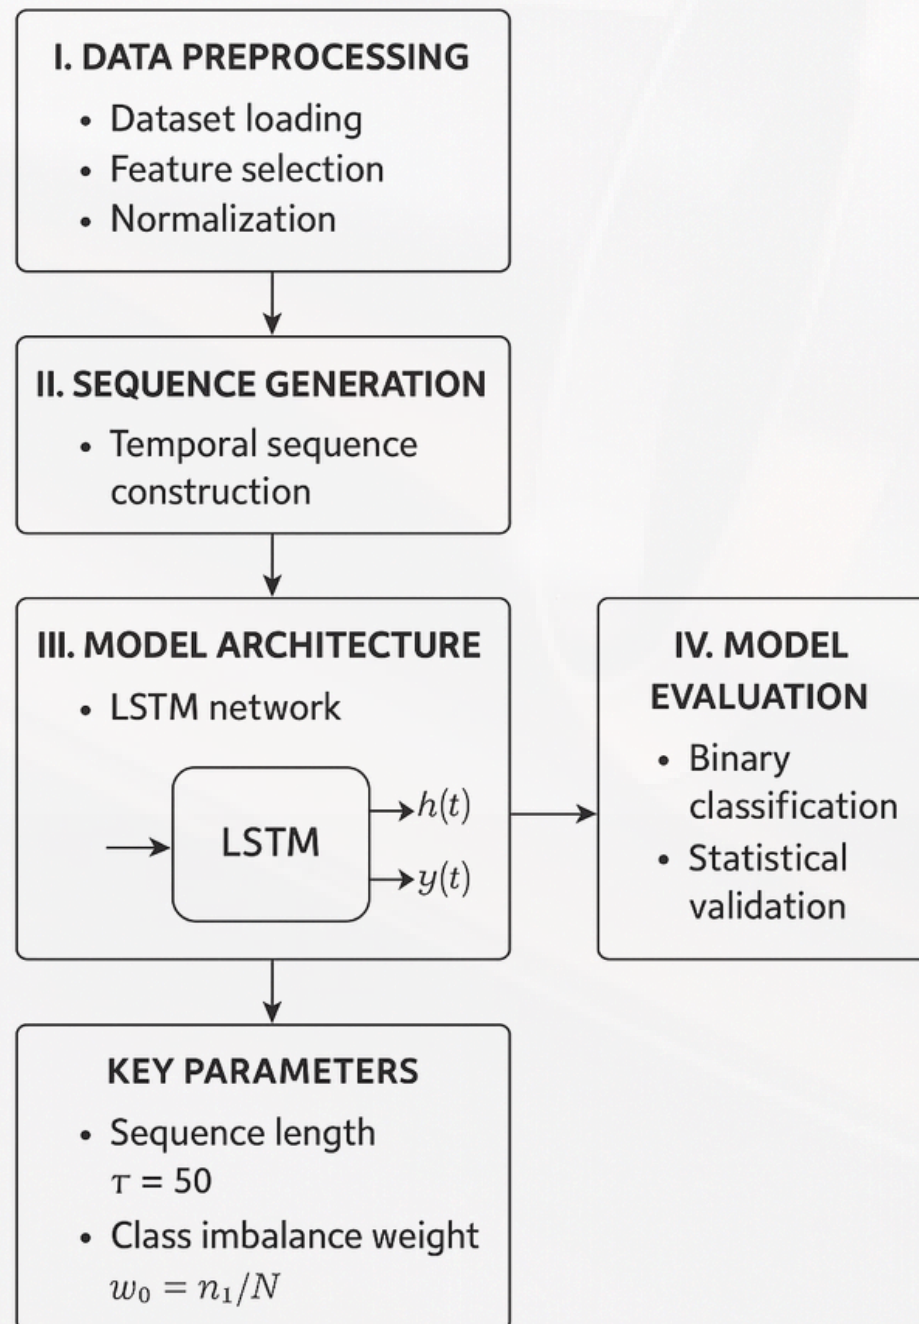 I. DATA PREPROCESSING
• Dataset loading
• Feature selection
• Normalization
II. SEQUENCE GENERATION
• Temporal sequence
construction
III. MODEL ARCHITECTURE
• LSTM network
LSTM
h(t)
y(t)
IV. MODEL
EVALUATION
• Binary
classification
• Statistical
validation
KEY PARAMETERS
• Sequence length
τ = 50
• Class imbalance weight
w₀ = n₁/N